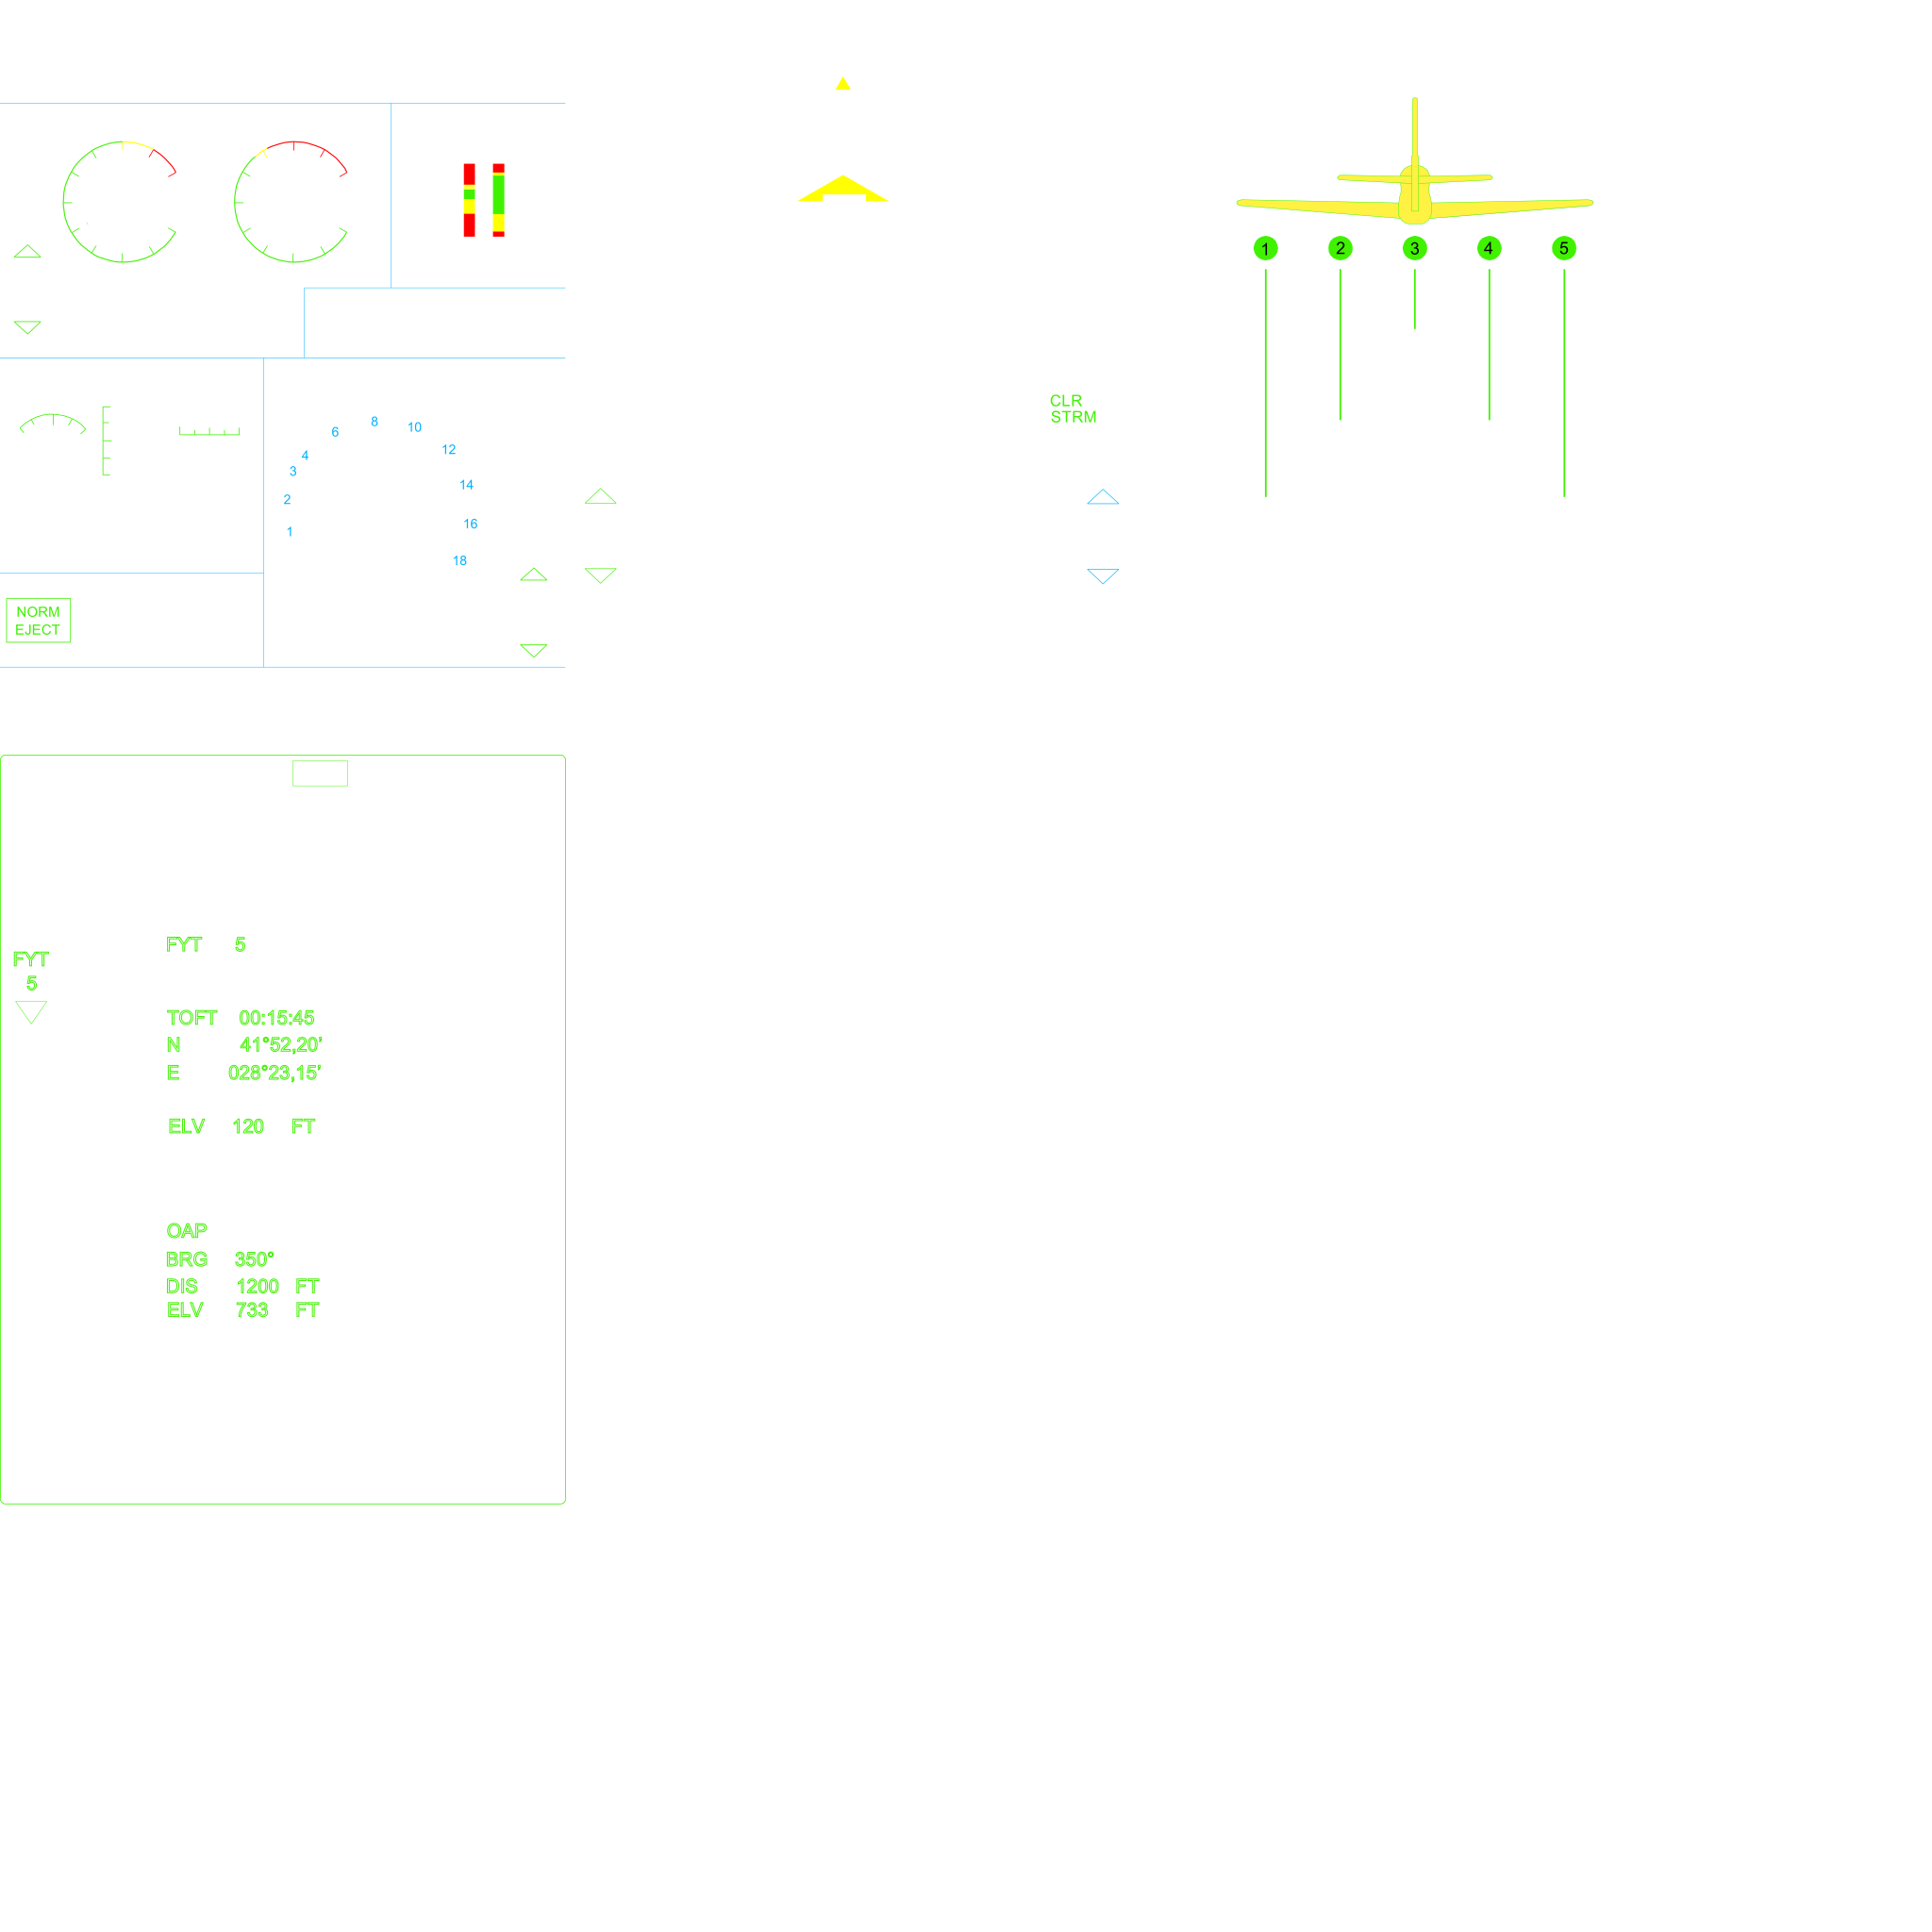 1 2 3 4 5
CLR
STRM
8
10
6
12
4
3
14
2
16
1
18
NORM
EJECT
FYT 5
FYT
5
TOFT 00:15:45
N 41°52,20'
E 028°23,15'
ELV 120 FT
OAP
BRG 350°
DIS 1200 FT
ELV 733 FT